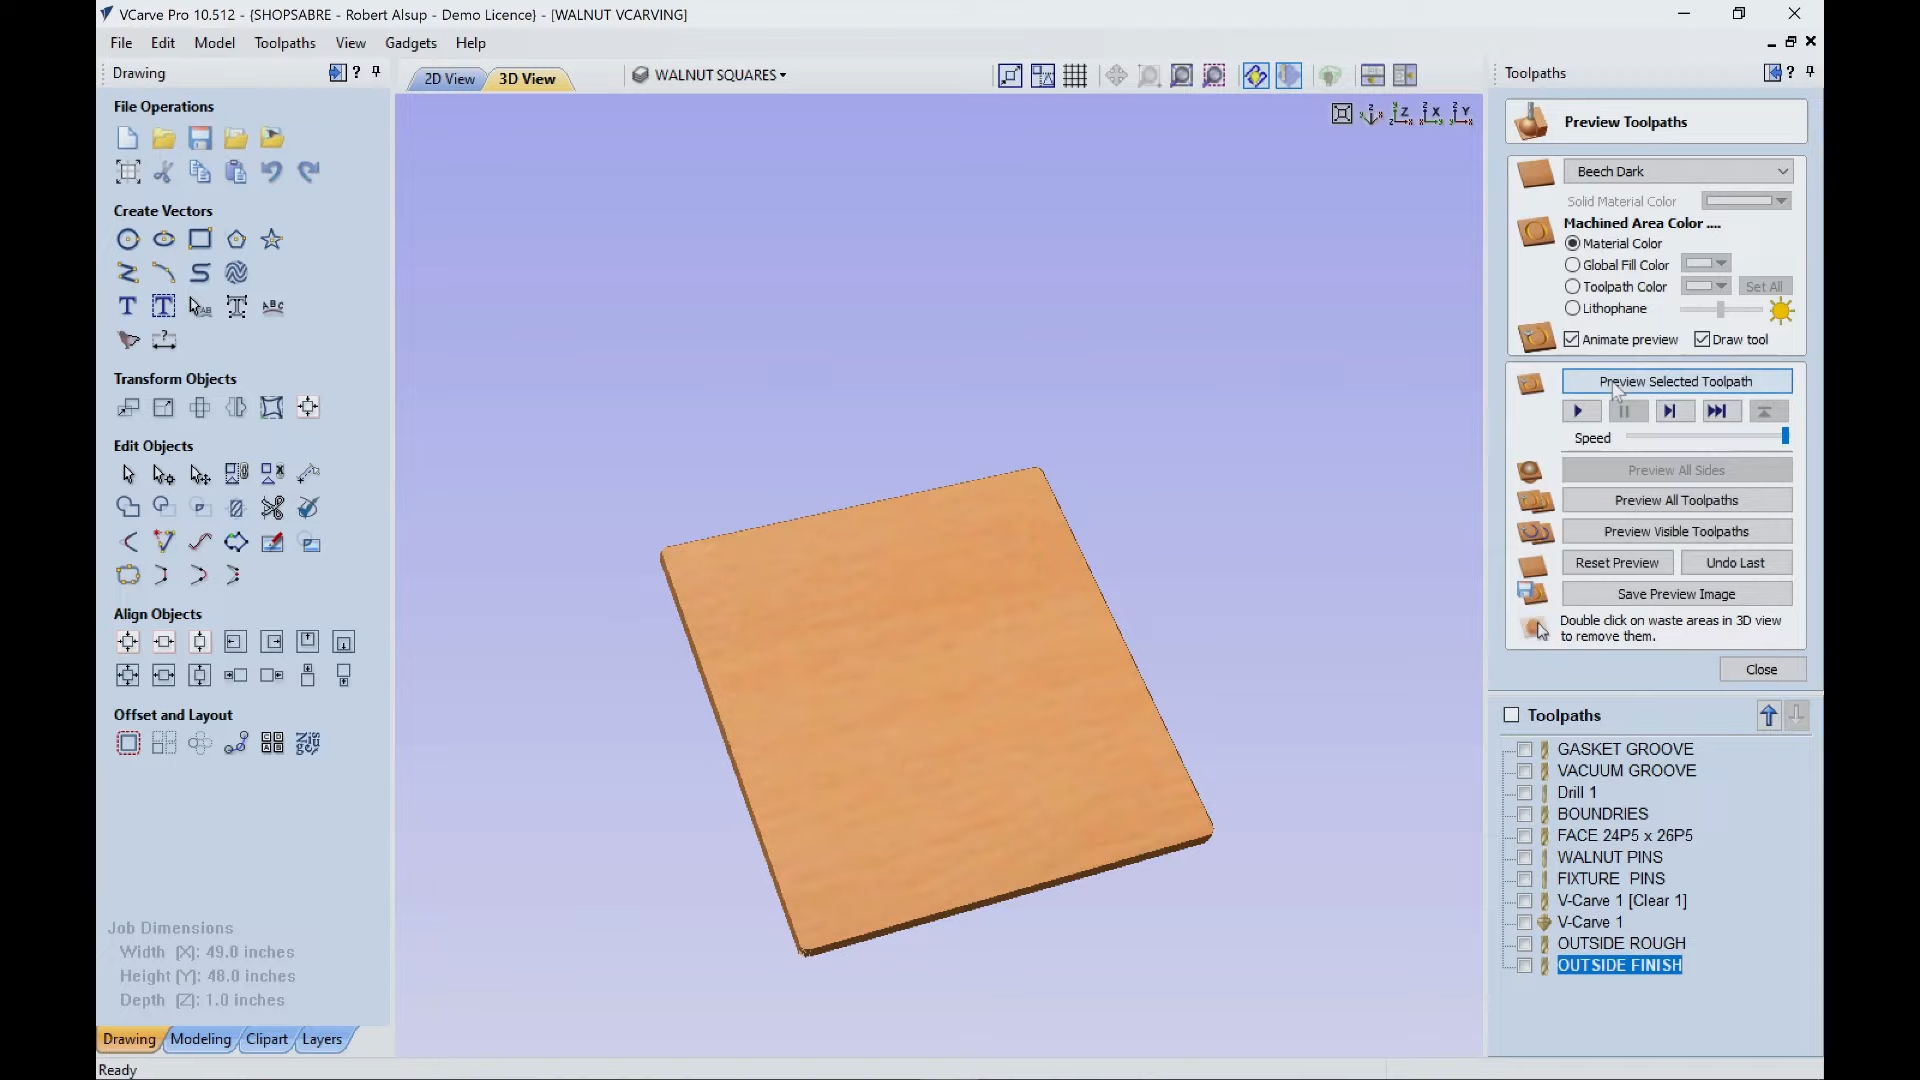 VCarve Pro 10.512 - {SHOPSABRE - Robert Alsup - Demo Licence} - [WALNUT VCARVING]
File Edit Model Toolpaths View Gadgets Help
Drawing
File Operations
Create Vectors
Transform Objects
Edit Objects
Align Objects
Offset and Layout
Job Dimensions
Width (X): 49.0 inches
Height (Y): 48.0 inches
Depth (Z): 1.0 inches
Drawing Modeling Clipart Layers
Ready
2D View 3D View WALNUT SQUARES
Toolpaths
Preview Toolpaths
Beech Dark
Solid Material Color
Machined Area Color ....
Material Color
Global Fill Color
Toolpath Color Set All
Lithophane
Animate preview Draw tool
Preview Selected Toolpath
Speed
Preview All Sides
Preview All Toolpaths
Preview Visible Toolpaths
Reset Preview Undo Last
Save Preview Image
Double click on waste areas in 3D view
to remove them.
Close
Toolpaths
GASKET GROOVE
VACUUM GROOVE
Drill 1
BOUNDRIES
FACE 24P5 x 26P5
WALNUT PINS
FIXTURE PINS
V-Carve 1 [Clear 1]
V-Carve 1
OUTSIDE ROUGH
OUTSIDE FINISH